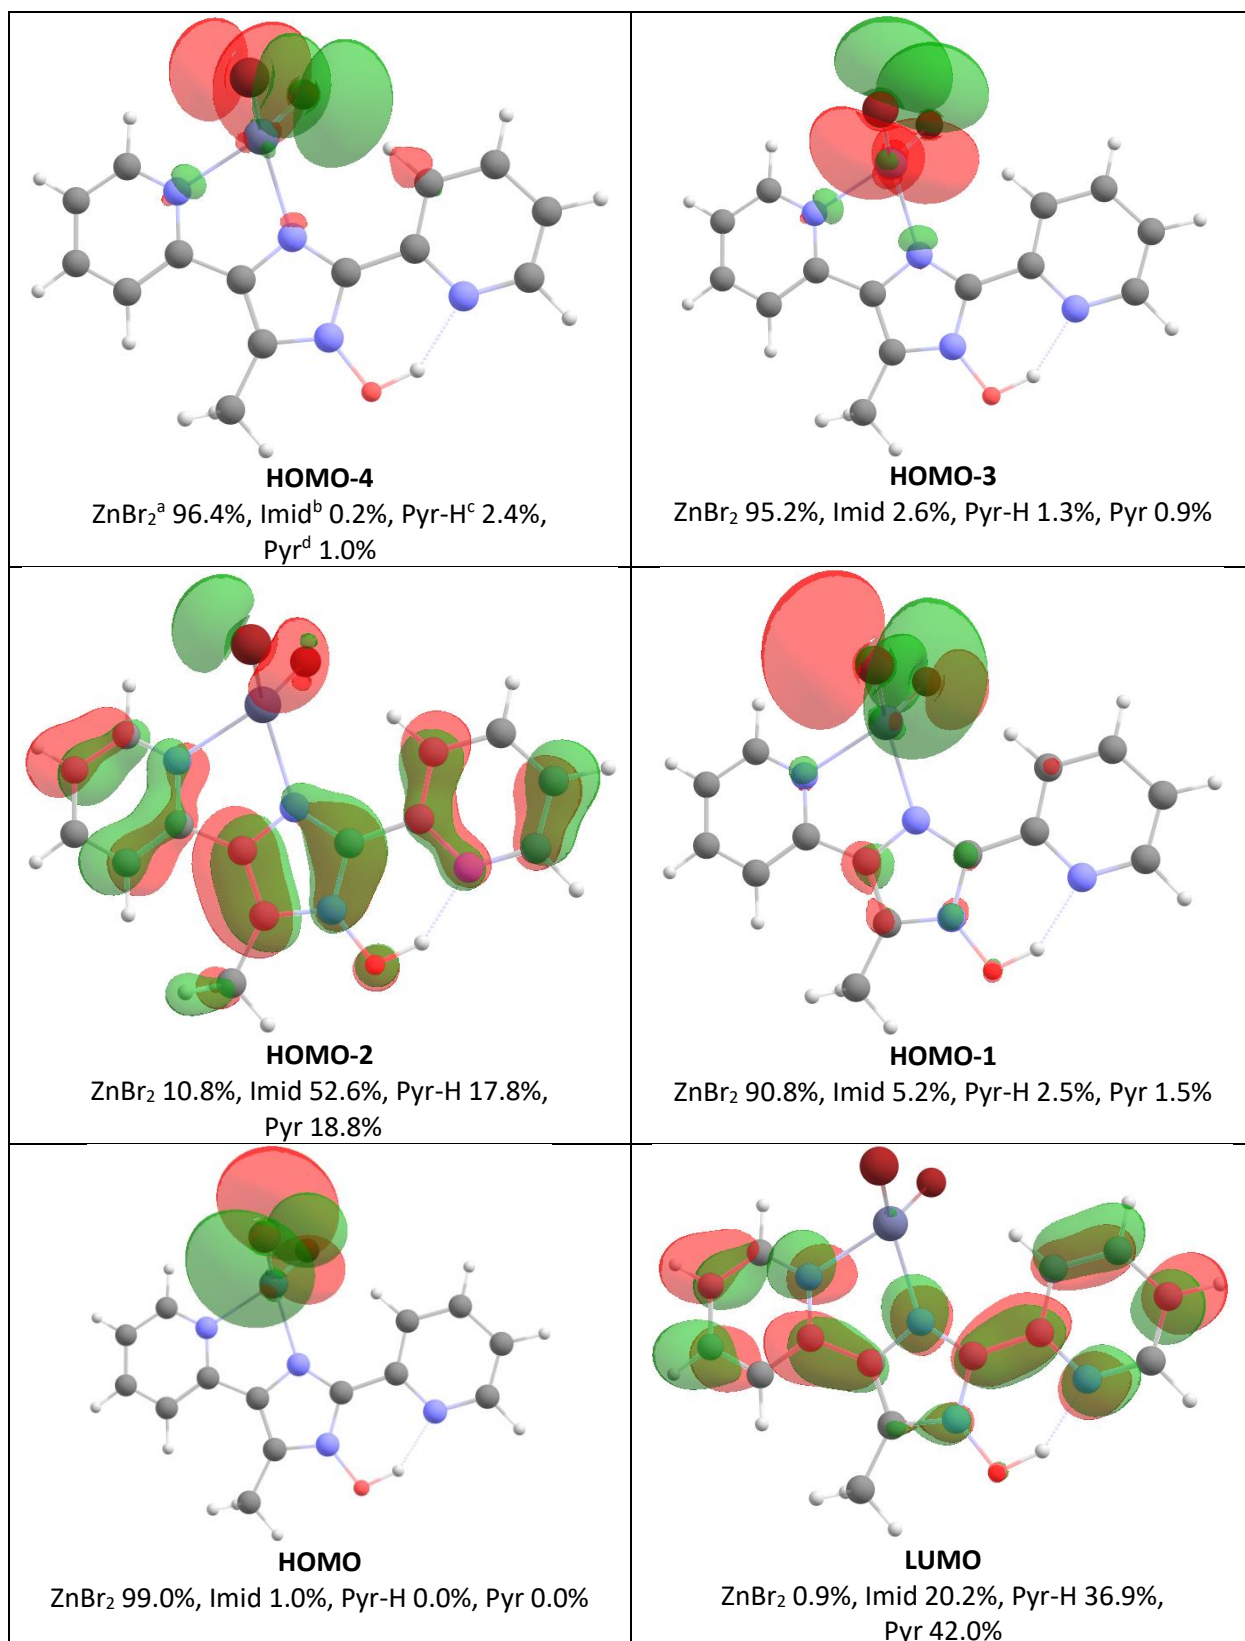 HOMO-4
ZnBr₂ᵃ 96.4%, Imidᵇ 0.2%, Pyr-Hᶜ 2.4%,
Pyrᵈ 1.0%
HOMO-3
ZnBr₂ 95.2%, Imid 2.6%, Pyr-H 1.3%, Pyr 0.9%
HOMO-2
ZnBr₂ 10.8%, Imid 52.6%, Pyr-H 17.8%,
Pyr 18.8%
HOMO-1
ZnBr₂ 90.8%, Imid 5.2%, Pyr-H 2.5%, Pyr 1.5%
HOMO
ZnBr₂ 99.0%, Imid 1.0%, Pyr-H 0.0%, Pyr 0.0%
LUMO
ZnBr₂ 0.9%, Imid 20.2%, Pyr-H 36.9%,
Pyr 42.0%